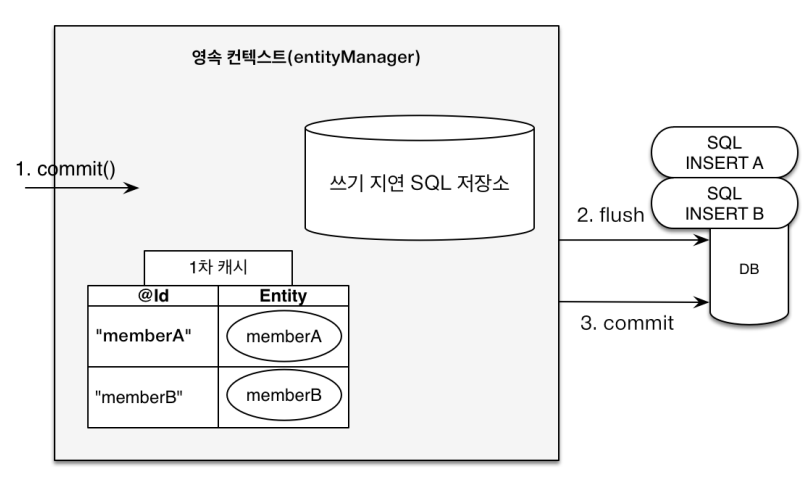 영속 컨텍스트(entityManager)
1. commit()
쓰기 지연 SQL 저장소
SQL
INSERT A
SQL
INSERT B
2. flush
DB
3. commit
1차 캐시
@Id Entity
"memberA" memberA
"memberB" memberB